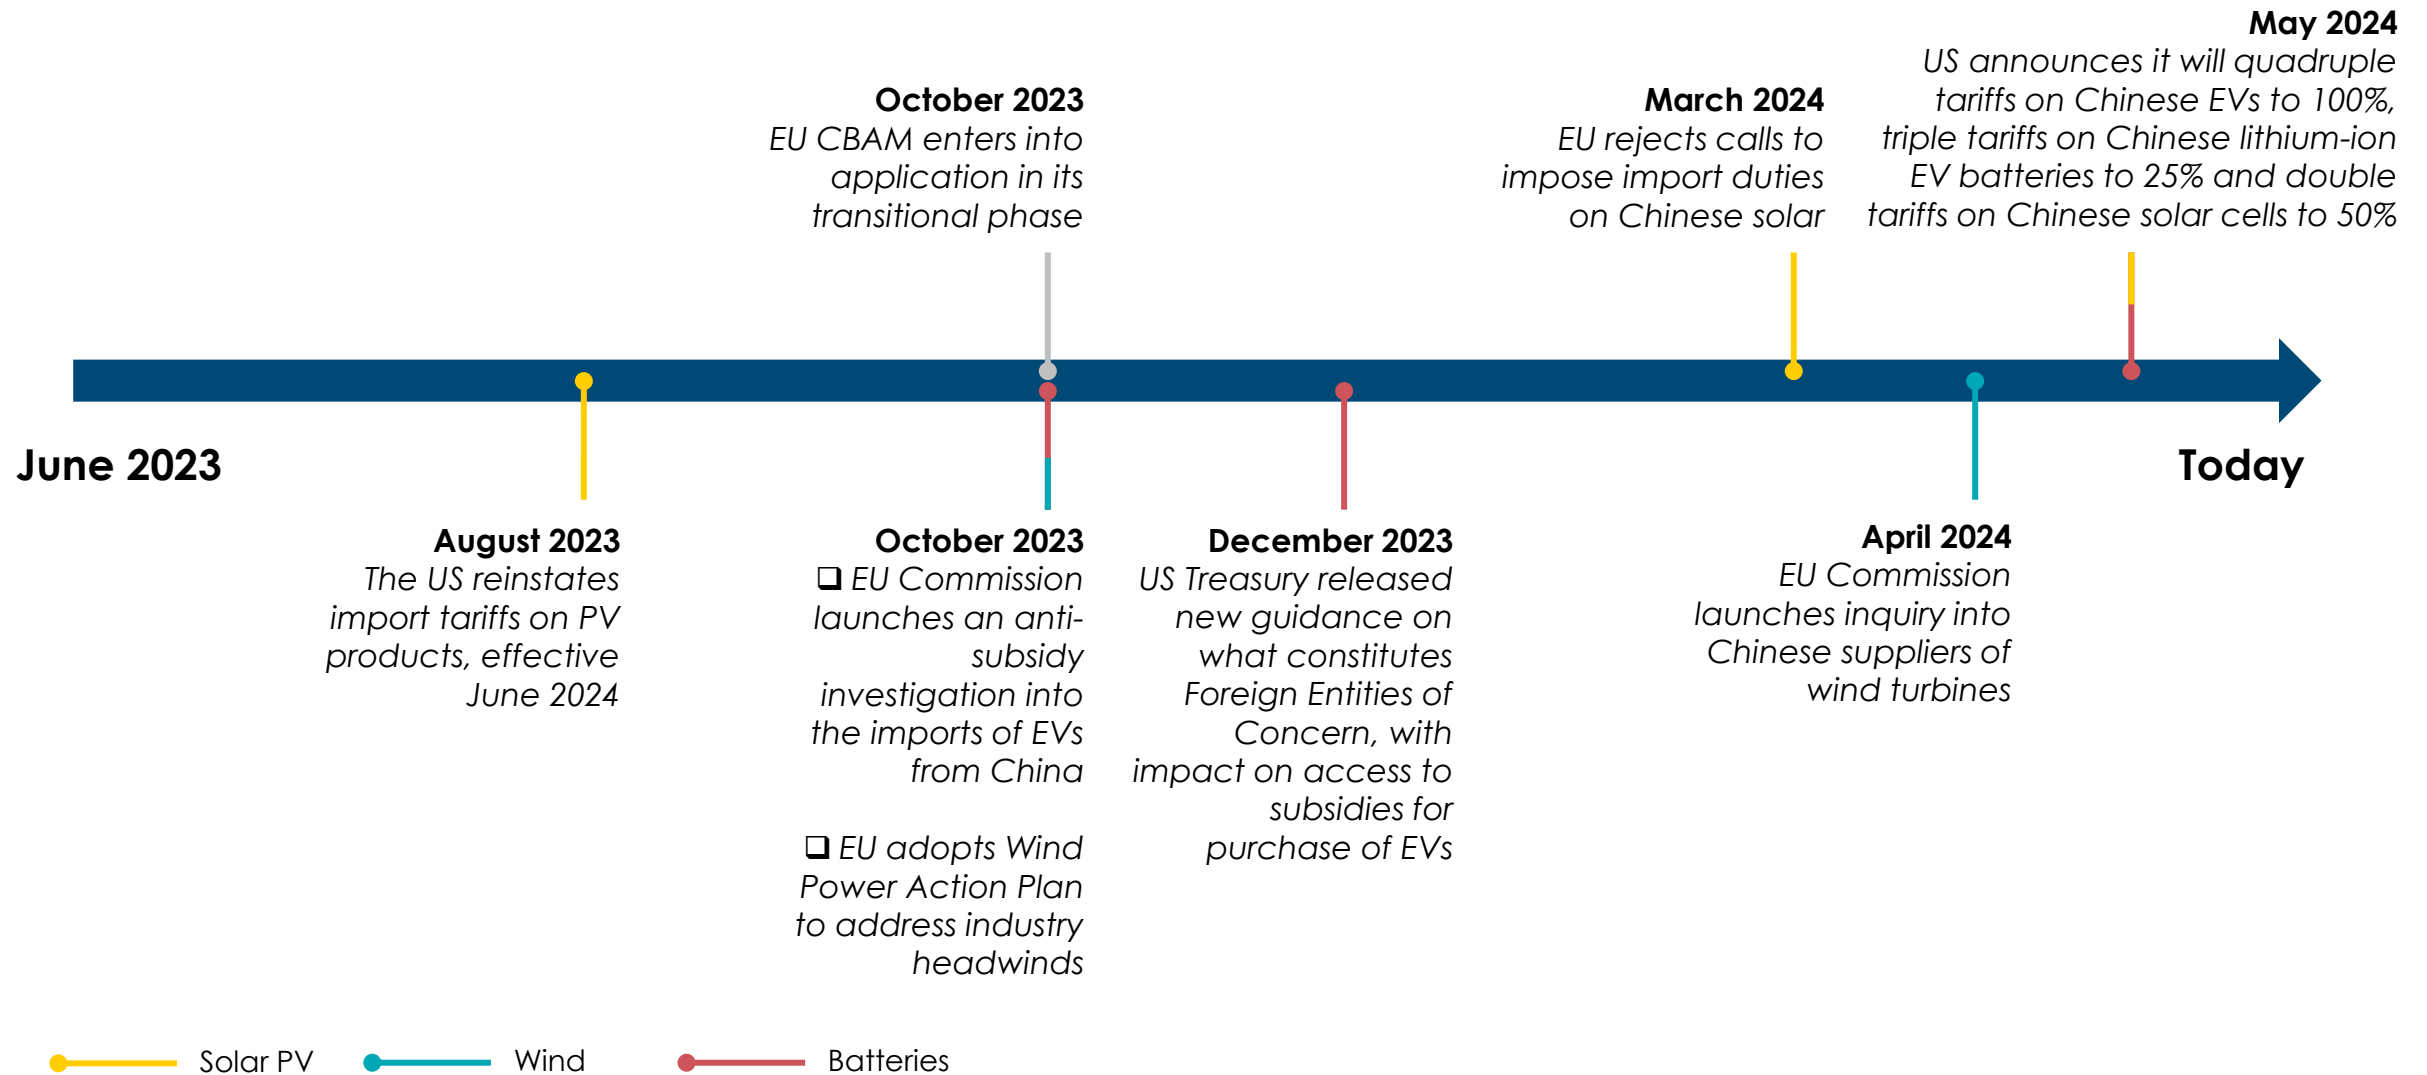 May 2024
US announces it will quadruple
tariffs on Chinese EVs to 100%,
triple tariffs on Chinese lithium-ion
EV batteries to 25% and double
tariffs on Chinese solar cells to 50%
October 2023
EU CBAM enters into
application in its
transitional phase
March 2024
EU rejects calls to
impose import duties
on Chinese solar
June 2023
Today
August 2023
The US reinstates
import tariffs on PV
products, effective
June 2024
October 2023
❑ EU Commission
launches an anti-
subsidy
investigation into
the imports of EVs
from China
❑ EU adopts Wind
Power Action Plan
to address industry
headwinds
December 2023
US Treasury released
new guidance on
what constitutes
Foreign Entities of
Concern, with
impact on access to
subsidies for
purchase of EVs
April 2024
EU Commission
launches inquiry into
Chinese suppliers of
wind turbines
Solar PV
Wind
Batteries